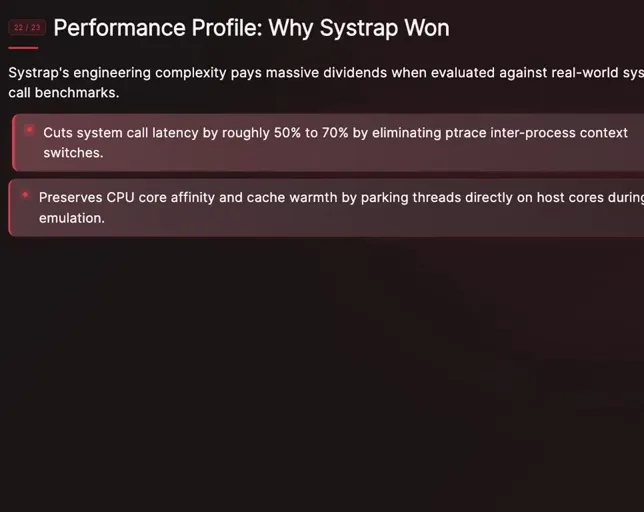 22 / 23
Performance Profile: Why Systrap Won
Systrap's engineering complexity pays massive dividends when evaluated against real-world sys
call benchmarks.
Cuts system call latency by roughly 50% to 70% by eliminating ptrace inter-process context
switches.
Preserves CPU core affinity and cache warmth by parking threads directly on host cores during
emulation.